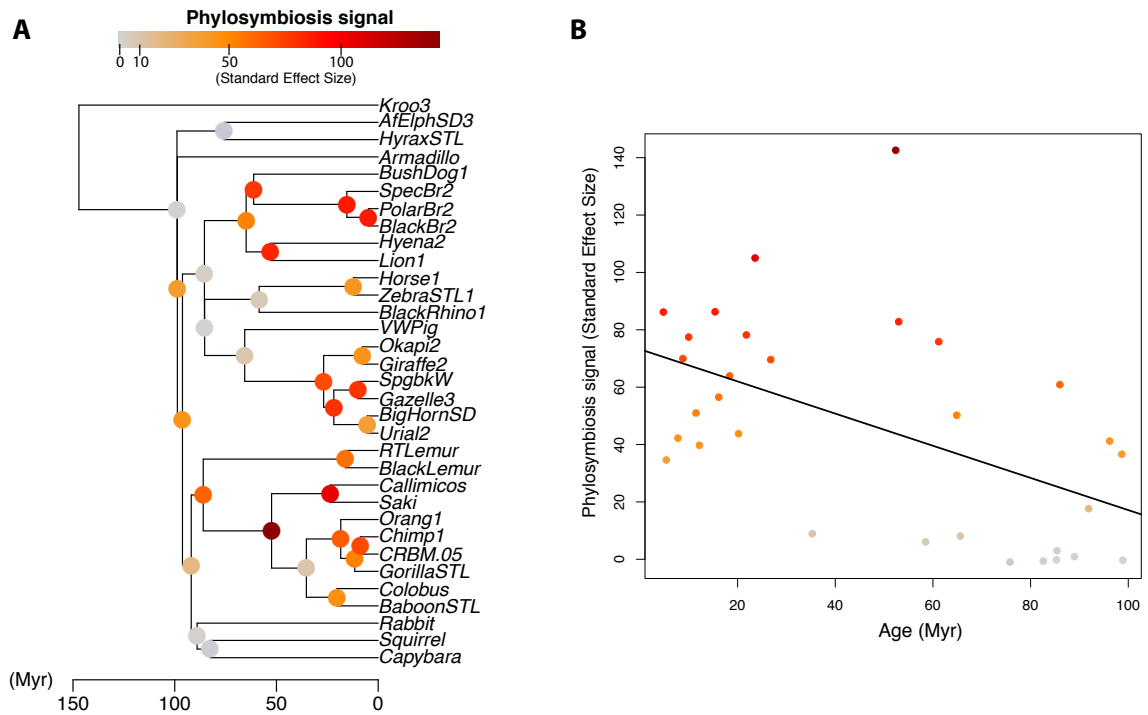 A
Phylosymbiosis signal
0 10 50 100
(Standard Effect Size)
Kroo3
AfElphSD3
HyraxSTL
Armadillo
BushDog1
SpecBr2
PolarBr2
BlackBr2
Hyena2
Lion1
Horse1
ZebraSTL1
BlackRhino1
VWPig
Okapi2
Giraffe2
SpgbkW
Gazelle3
BigHornSD
Urial2
RTLemur
BlackLemur
Callimicos
Saki
Orang1
Chimp1
CRBM.05
GorillaSTL
Colobus
BaboonSTL
Rabbit
Squirrel
Capybara
(Myr)
150 100 50 0
B
Phylosymbiosis signal (Standard Effect Size)
140
120
100
80
60
40
20
0
20 40 60 80 100
Age (Myr)